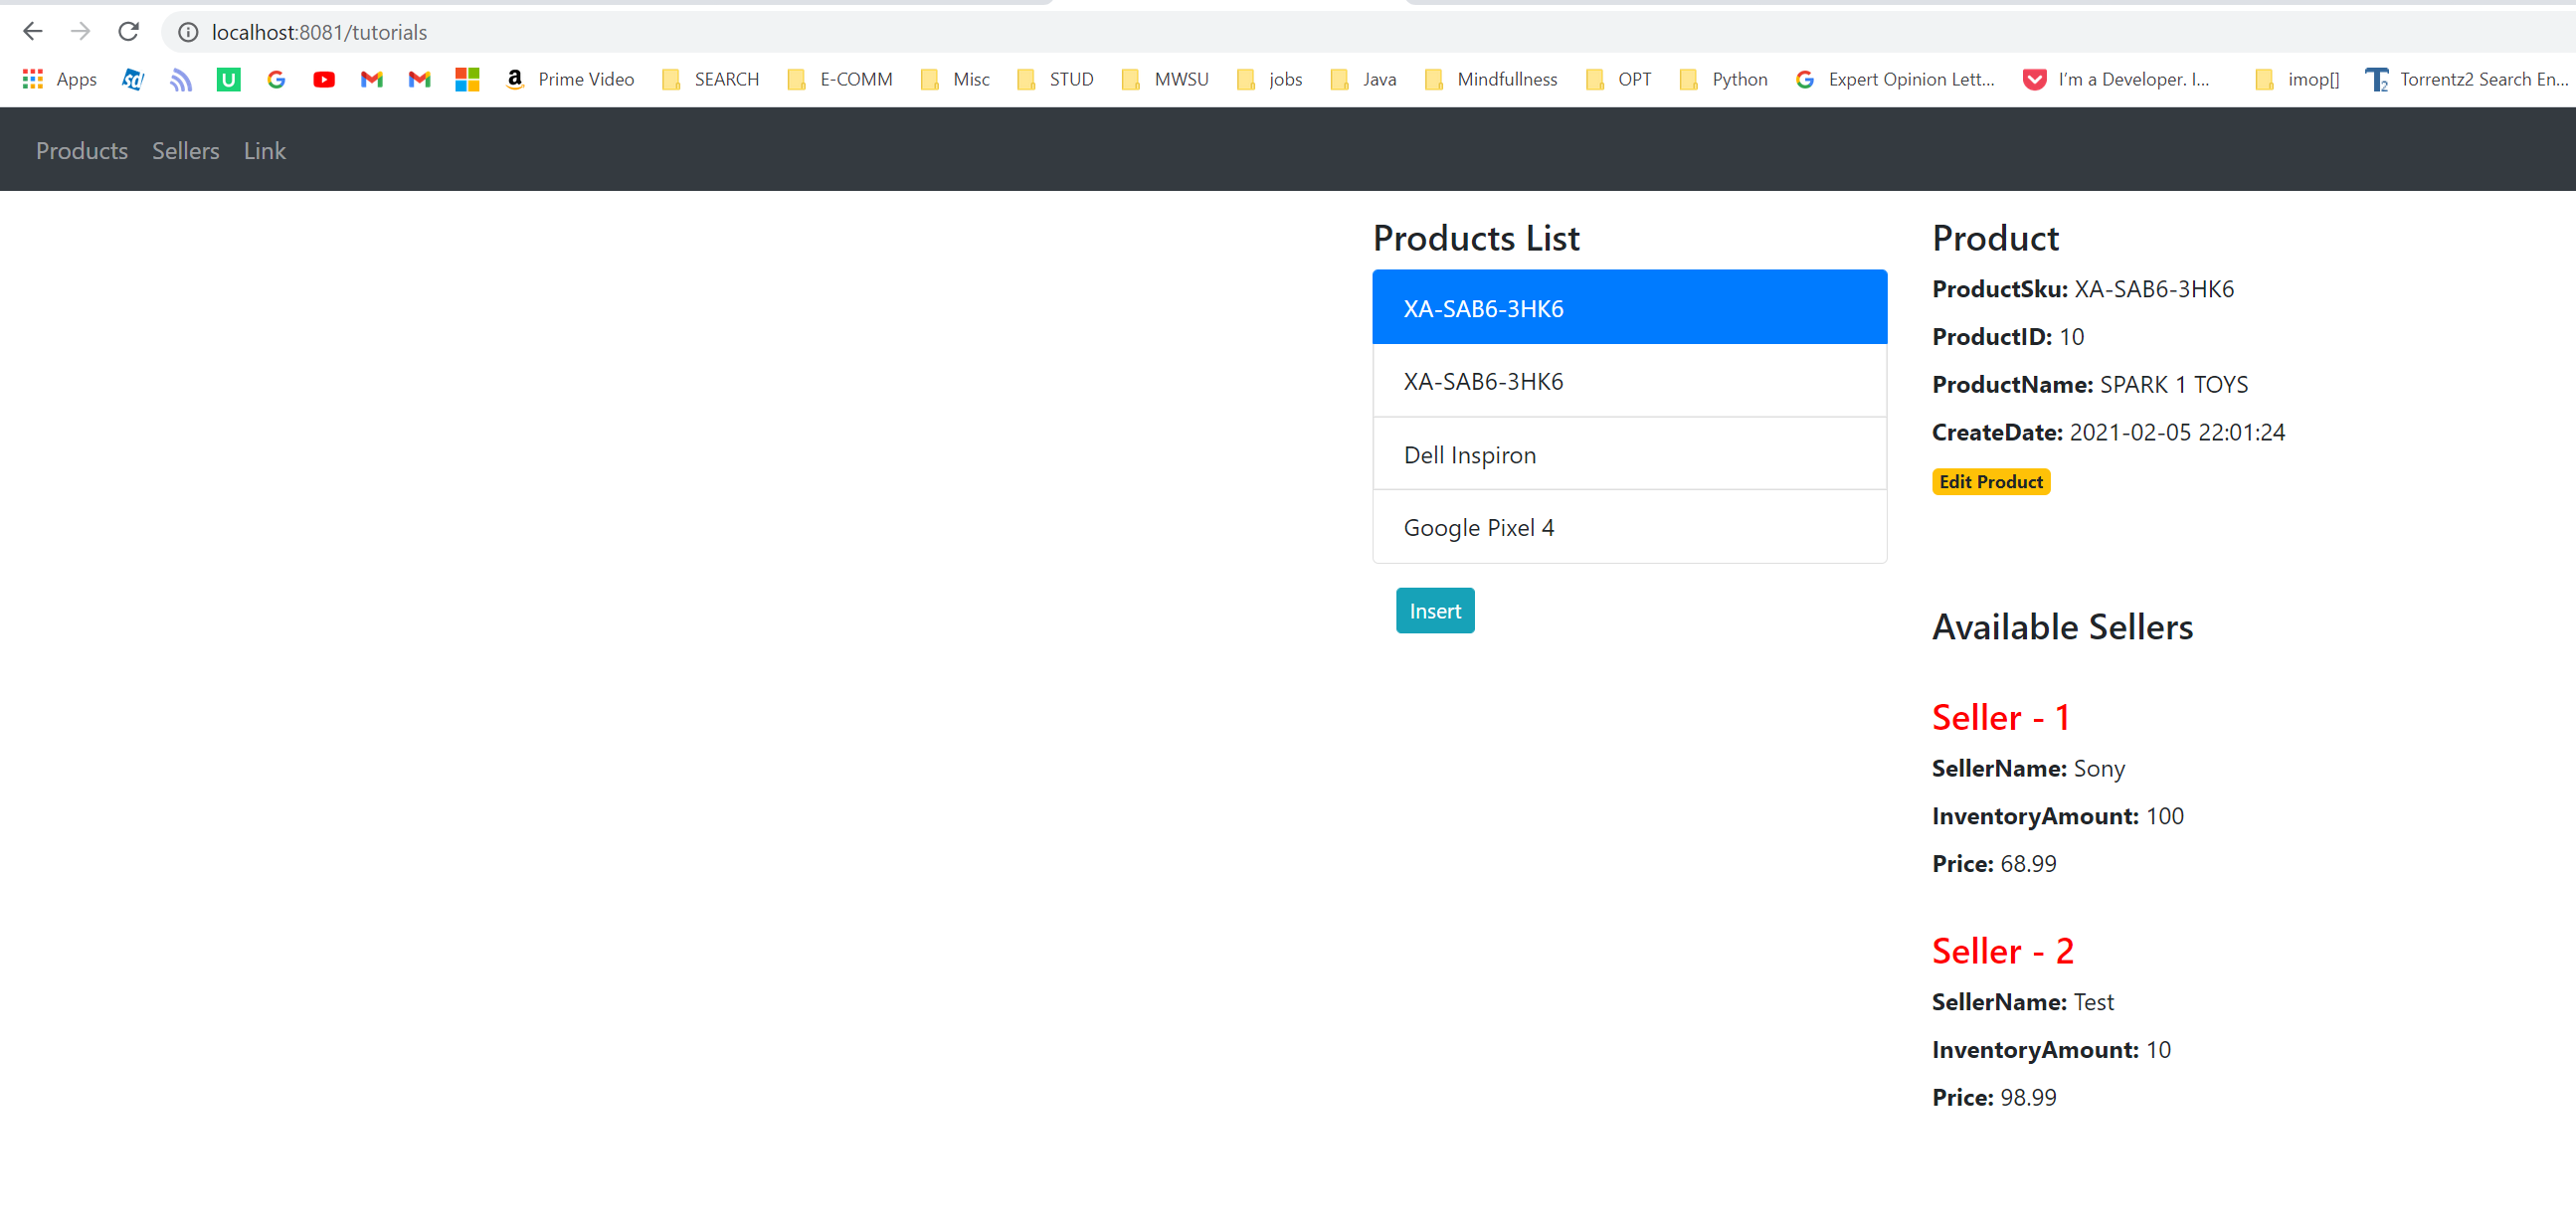 localhost:8081/tutorials
Apps Prime Video SEARCH E-COMM Misc STUD MWSU jobs Java Mindfullness OPT Python Expert Opinion Lett... I'm a Developer. I... imop[] Torrentz2 Search En...
Products Sellers Link
Products List
XA-SAB6-3HK6
XA-SAB6-3HK6
Dell Inspiron
Google Pixel 4
Insert
Product
ProductSku: XA-SAB6-3HK6
ProductID: 10
ProductName: SPARK 1 TOYS
CreateDate: 2021-02-05 22:01:24
Edit Product
Available Sellers
Seller - 1
SellerName: Sony
InventoryAmount: 100
Price: 68.99
Seller - 2
SellerName: Test
InventoryAmount: 10
Price: 98.99